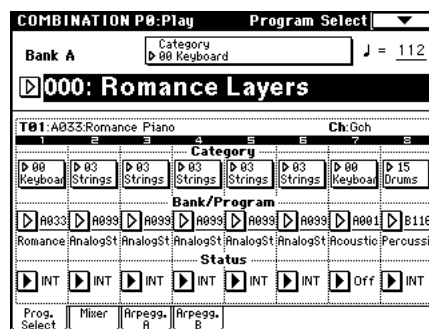 COMBINATION P0:Play Program Select
Bank A Category ♩ = 112
00 Keyboard
000: Romance Layers
T01:A033:Romance Piano Ch:Gch
1 2 3 4 5 6 7 8
Category
00 03 03 03 03 03 00 15
Keyboar Strings Strings Strings Strings Strings Keyboar Drums
Bank/Program
A033 A099 A099 A099 A099 A099 A001 B116
Romance AnalogSt AnalogSt AnalogSt AnalogSt AnalogSt Acoustic Percussi
Status
INT INT INT INT INT INT Off INT
Prog. Mixer Arpegg. Arpegg.
Select A B